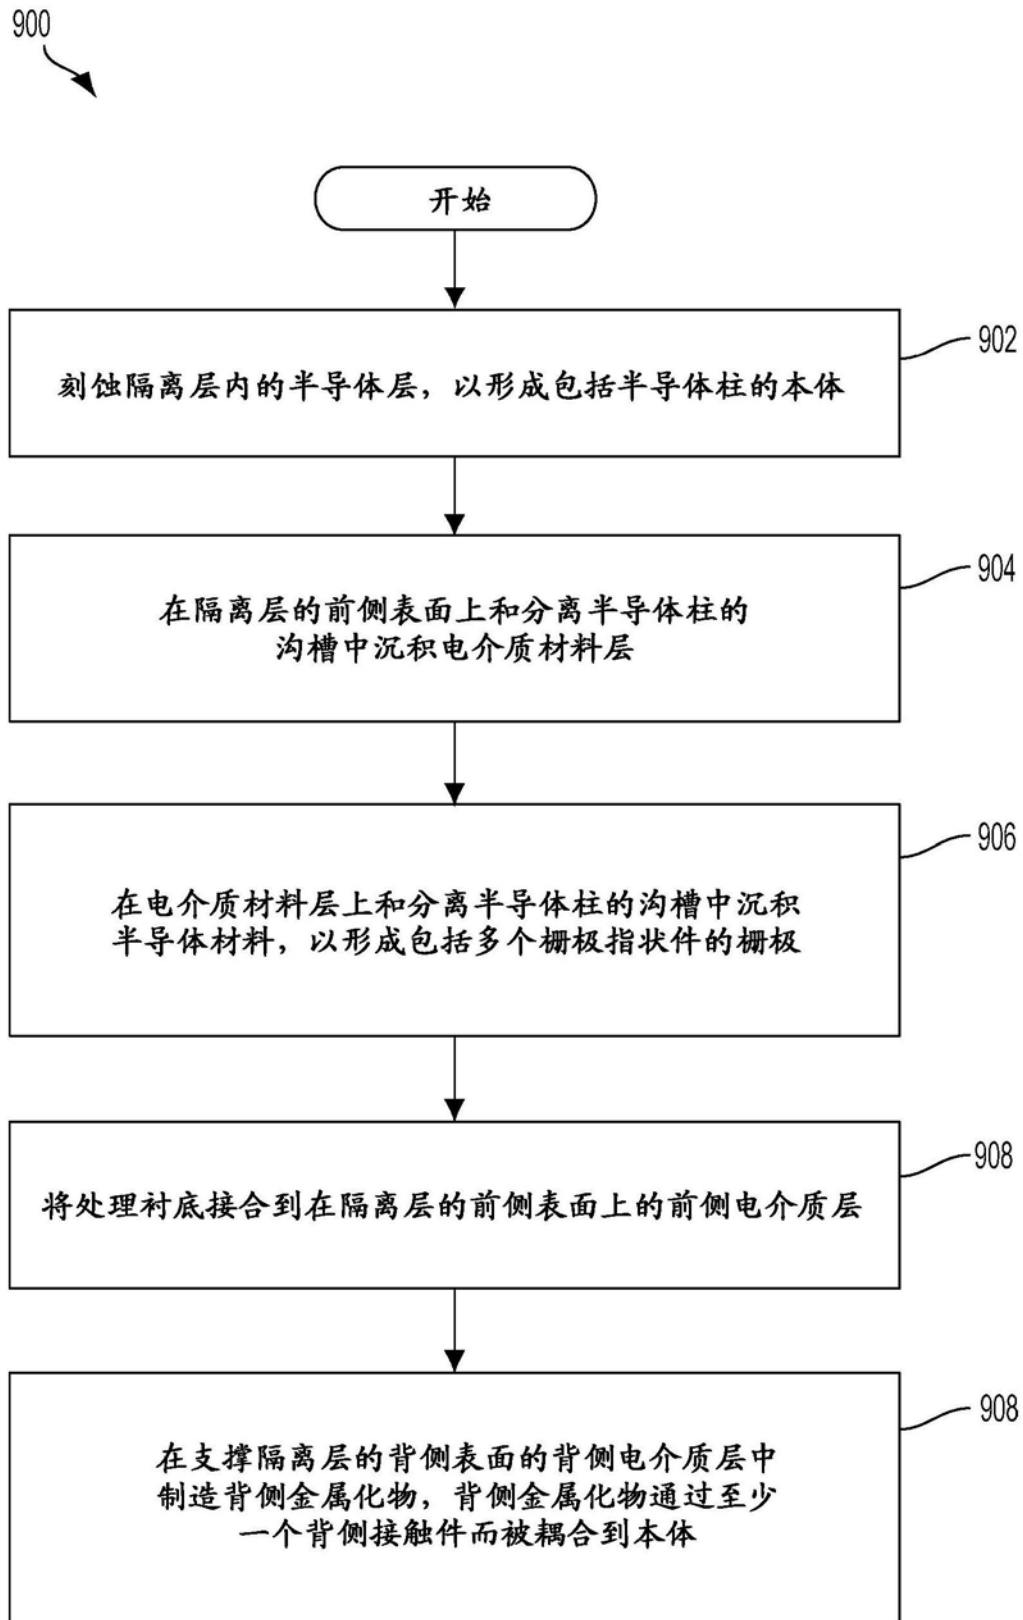 900
开始
902
刻蚀隔离层内的半导体层，以形成包括半导体柱的本体
904
在隔离层的前侧表面上和分离半导体柱的
沟槽中沉积电介质材料层
906
在电介质材料层上和分离半导体柱的沟槽中沉积
半导体材料，以形成包括多个栅极指状件的栅极
908
将处理衬底接合到在隔离层的前侧表面上的前侧电介质层
908
在支撑隔离层的背侧表面的背侧电介质层中
制造背侧金属化物，背侧金属化物通过至少
一个背侧接触件而被耦合到本体